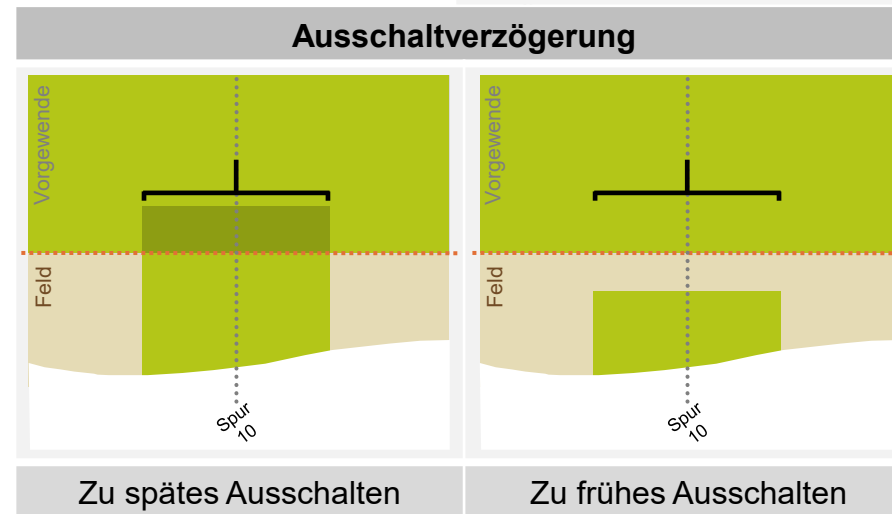 Ausschaltverzögerung
Vorgewende
Feld
Spur
10
Vorgewende
Feld
Spur
10
Zu spätes Ausschalten
Zu frühes Ausschalten